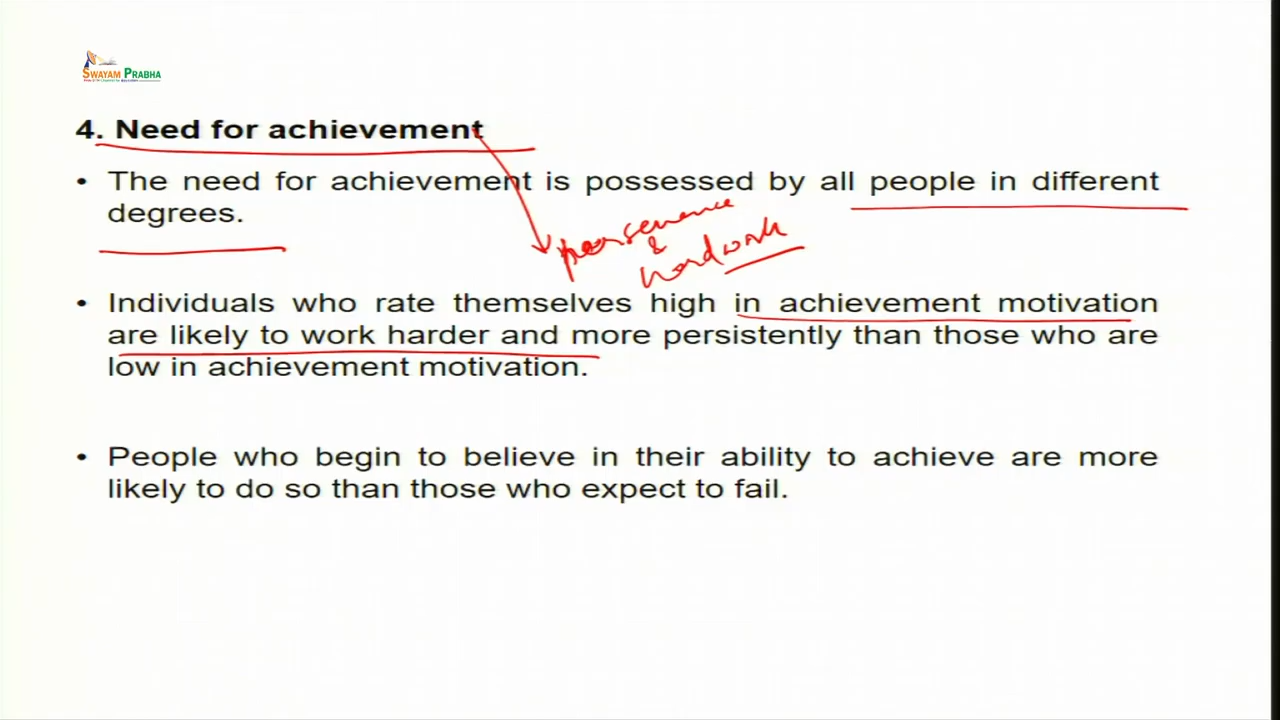 SWAYAM PRABHA
4. Need for achievement
• The need for achievement is possessed by all people in different
degrees.
&
hardwork
• Individuals who rate themselves high in achievement motivation
are likely to work harder and more persistently than those who are
low in achievement motivation.
• People who begin to believe in their ability to achieve are more
likely to do so than those who expect to fail.